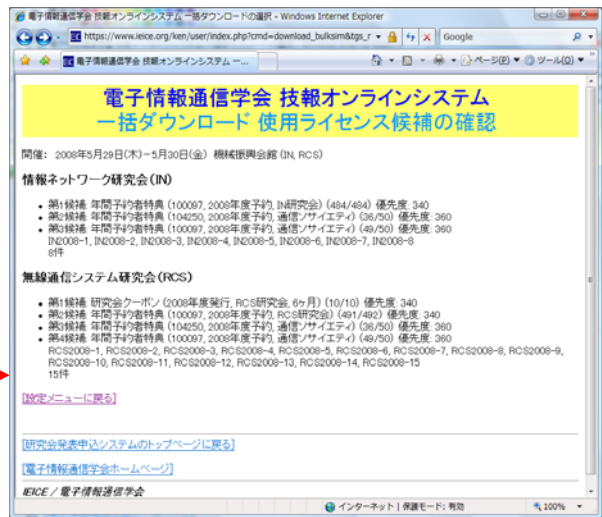 電子情報通信学会 技報オンラインシステム 一括ダウンロードの選択 - Windows Internet Explorer
https://www.ieice.org/ken/user/index.php?cmd=download_bulksim&tgs_r
Google
電子情報通信学会 技報オンラインシステム 一...
ページ(P) ツール(O)
電子情報通信学会 技報オンラインシステム
一括ダウンロード 使用ライセンス候補の確認
開催: 2008年5月29日(木)-5月30日(金) 機械振興会館 (IN, RCS)
情報ネットワーク研究会(IN)
• 第1候補 年間予約者特典 (100097, 2008年度予約, IN研究会) (484/484) 優先度: 340
• 第2候補 年間予約者特典 (104250, 2008年度予約, 通信ソサイエティ) (36/50) 優先度: 360
• 第3候補 年間予約者特典 (100097, 2008年度予約, 通信ソサイエティ) (49/50) 優先度: 360
IN2008-1, IN2008-2, IN2008-3, IN2008-4, IN2008-5, IN2008-6, IN2008-7, IN2008-8
8件
無線通信システム研究会(RCS)
• 第1候補 研究会クーポン (2008年度発行, RCS研究会, 6ヶ月) (10/10) 優先度: 340
• 第2候補 年間予約者特典 (100097, 2008年度予約, RCS研究会) (491/492) 優先度: 340
• 第3候補 年間予約者特典 (104250, 2008年度予約, 通信ソサイエティ) (36/50) 優先度: 360
• 第4候補 年間予約者特典 (100097, 2008年度予約, 通信ソサイエティ) (49/50) 優先度: 360
RCS2008-1, RCS2008-2, RCS2008-3, RCS2008-4, RCS2008-5, RCS2008-6, RCS2008-7, RCS2008-8, RCS2008-9,
RCS2008-10, RCS2008-11, RCS2008-12, RCS2008-13, RCS2008-14, RCS2008-15
15件
[設定メニューに戻る]
[研究会発表申込システムのトップページに戻る]
[電子情報通信学会ホームページ]
IEICE / 電子情報通信学会
インターネット | 保護モード: 有効 100%